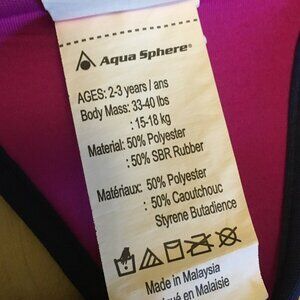 Aqua Sphere®
AGES: 2-3 years / ans
Body Mass: 33-40 lbs
: 15-18 kg
Material: 50% Polyester
: 50% SBR Rubber
Matériaux: 50% Polyester
: 50% Caoutchouc
Styrene Butadience
Made in Malaysia
en Malaisie